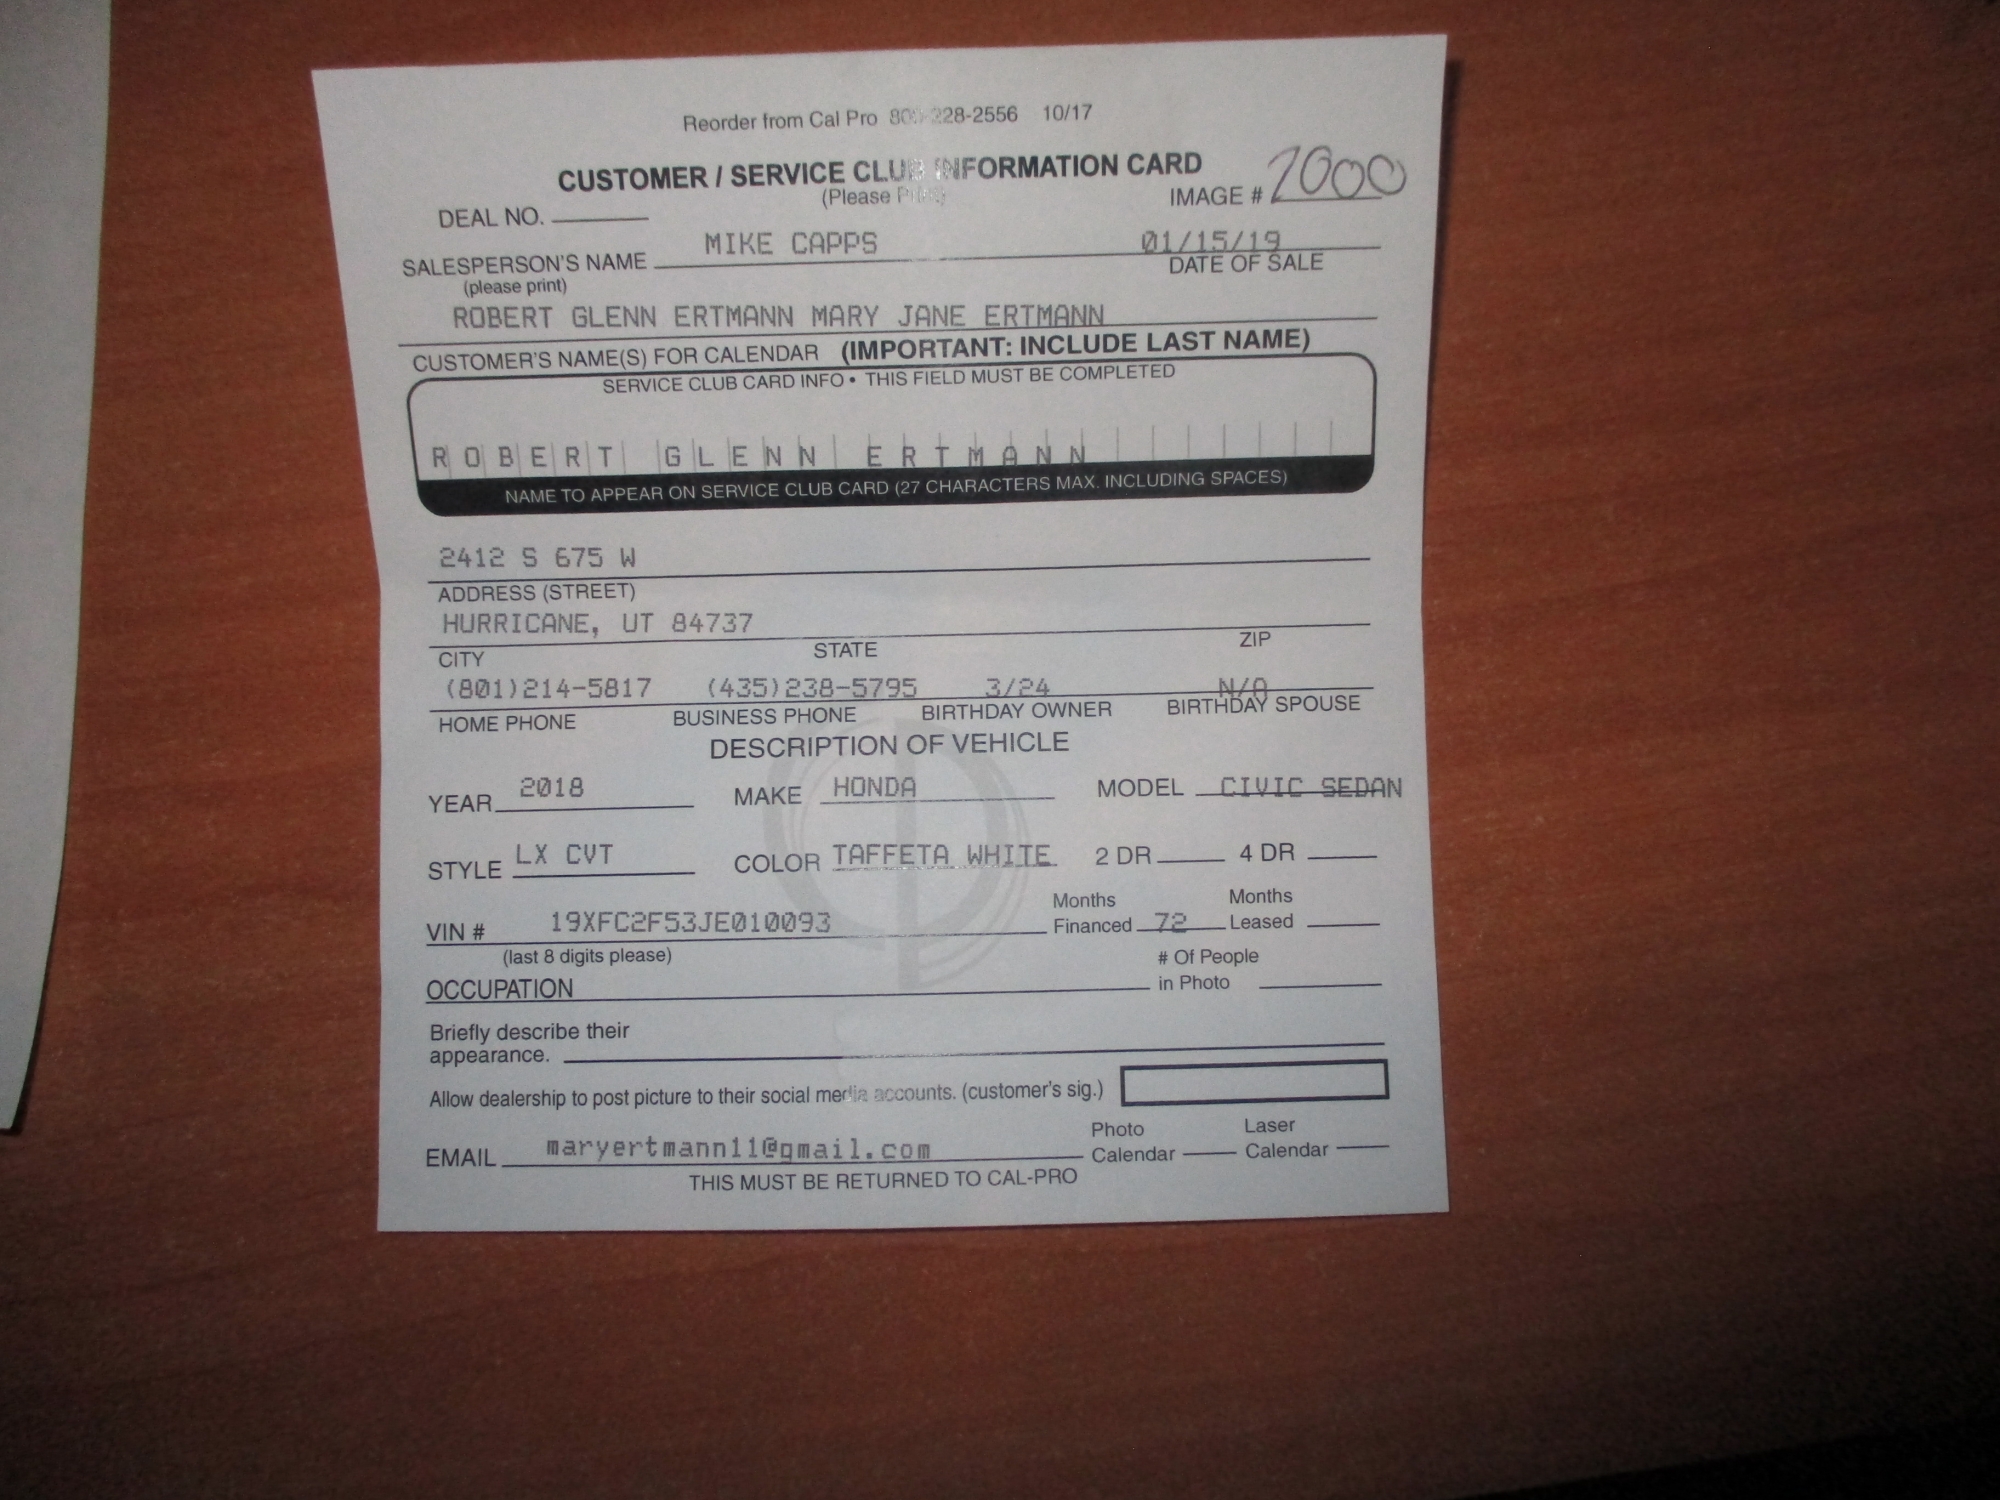 Reorder from Cal Pro 228-2556 10/17
CUSTOMER / SERVICE CLUB INFORMATION CARD
(Please Print)
IMAGE #
DEAL NO.
MIKE CAPPS 01/15/19
SALESPERSON'S NAME DATE OF SALE
(please print)
ROBERT GLENN ERTMANN MARY JANE ERTMANN
CUSTOMER'S NAME(S) FOR CALENDAR (IMPORTANT: INCLUDE LAST NAME)
SERVICE CLUB CARD INFO • THIS FIELD MUST BE COMPLETED
ROBERT GLENN ERTMANN
NAME TO APPEAR ON SERVICE CLUB CARD (27 CHARACTERS MAX. INCLUDING SPACES)
2412 S 675 W
ADDRESS (STREET)
HURRICANE, UT 84737
CITY STATE ZIP
(801)214-5817 (435)238-5795 3/24 N/A
HOME PHONE BUSINESS PHONE BIRTHDAY OWNER BIRTHDAY SPOUSE
DESCRIPTION OF VEHICLE
YEAR 2018 MAKE HONDA MODEL CIVIC SEDAN
STYLE LX CVT COLOR TAFFETA WHITE 2 DR 4 DR
VIN # 19XFC2F53JE010093 Months Financed 72 Months Leased
(last 8 digits please)
OCCUPATION # Of People in Photo
Briefly describe their
appearance.
Allow dealership to post picture to their social media accounts. (customer's sig.)
EMAIL maryertmann11@gmail.com Photo Calendar Laser Calendar
THIS MUST BE RETURNED TO CAL-PRO